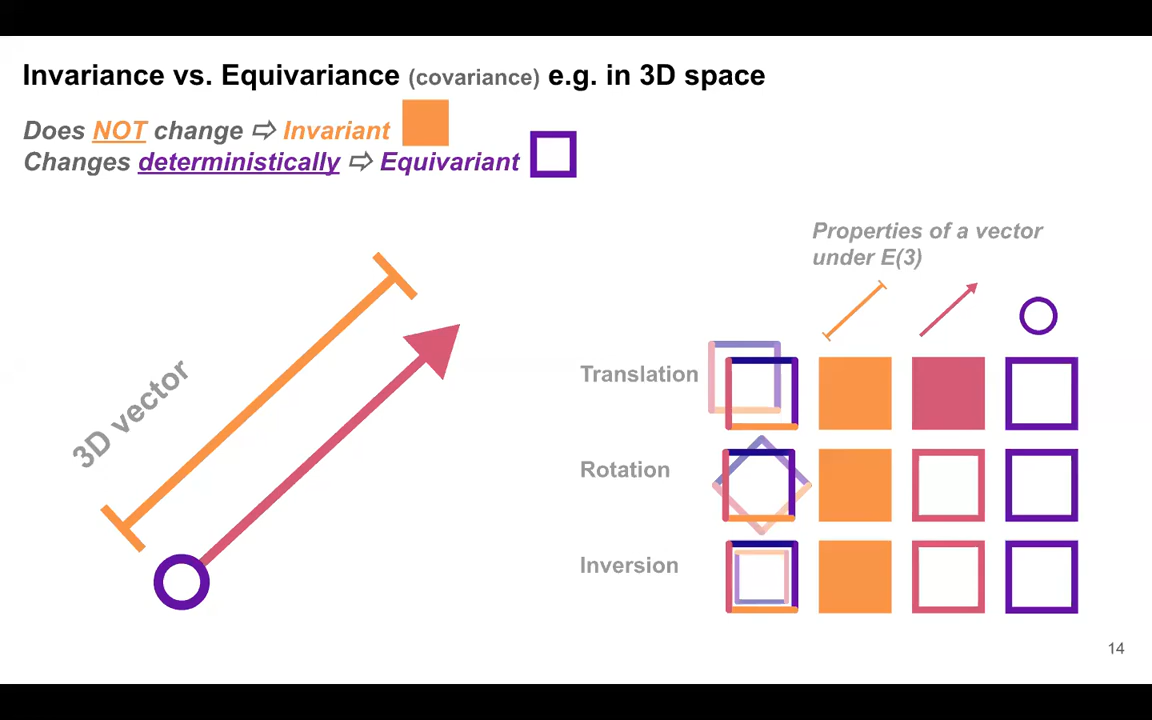 Invariance vs. Equivariance (covariance) e.g. in 3D space
Does NOT change ⇨ Invariant
Changes deterministically ⇨ Equivariant
Properties of a vector
under E(3)
3D vector
Translation
Rotation
Inversion
14